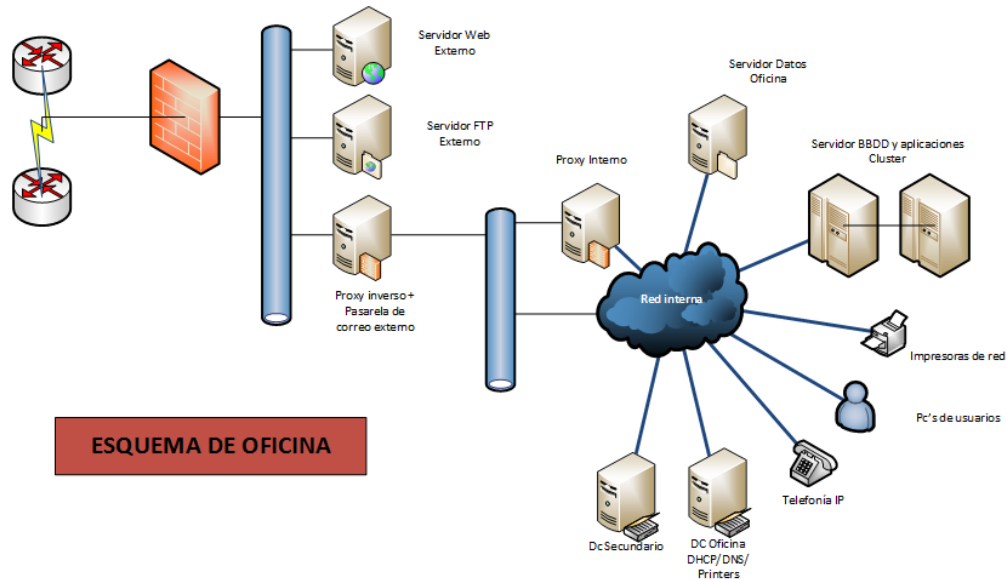 Servidor Web
Externo
Servidor FTP
Externo
Proxy inverso+
Pasarela de
correo externo
Proxy Interno
Servidor Datos
Oficina
Servidor BBDD y aplicaciones
Cluster
Red interna
Impresoras de red
Pc's de usuarios
Telefonía IP
Dc Secundario
DC Oficina
DHCP/DNS/
Printers
ESQUEMA DE OFICINA